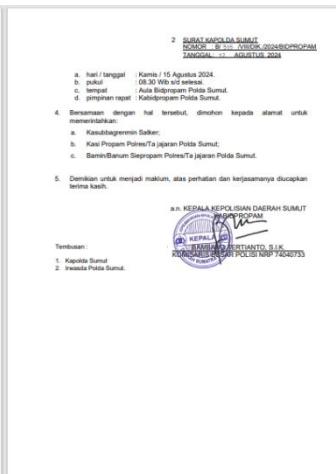 2 SURAT KAPOLDA SUMUT
NOMOR : B/ /VIII/DIK./2024/BIDPROPAM
TANGGAL: AGUSTUS 2024
a. hari / tanggal : Kamis / 15 Agustus 2024.
b. pukul : 08.30 Wib s/d selesai.
c. tempat : Aula Bidpropam Polda Sumut.
d. pimpinan rapat : Kabidpropam Polda Sumut.
4. Bersamaan dengan hal tersebut, dimohon kepada alamat untuk
memerintahkan:
a. Kasubbagrenmin Satker;
b. Kasi Propam Polres/Ta jajaran Polda Sumut;
c. Bamin/Banum Siepropam Polres/Ta jajaran Polda Sumut.
5. Demikian untuk menjadi maklum, atas perhatian dan kerjasamanya diucapkan
terima kasih.
a.n. KEPALA KEPOLISIAN DAERAH SUMUT
KABIDPROPAM
KEPALA
BAMBANG TERTIANTO, S.I.K.
KOMISARIS BESAR POLISI NRP 74040733
Tembusan :
1. Kapolda Sumut
2. Irwasda Polda Sumut.